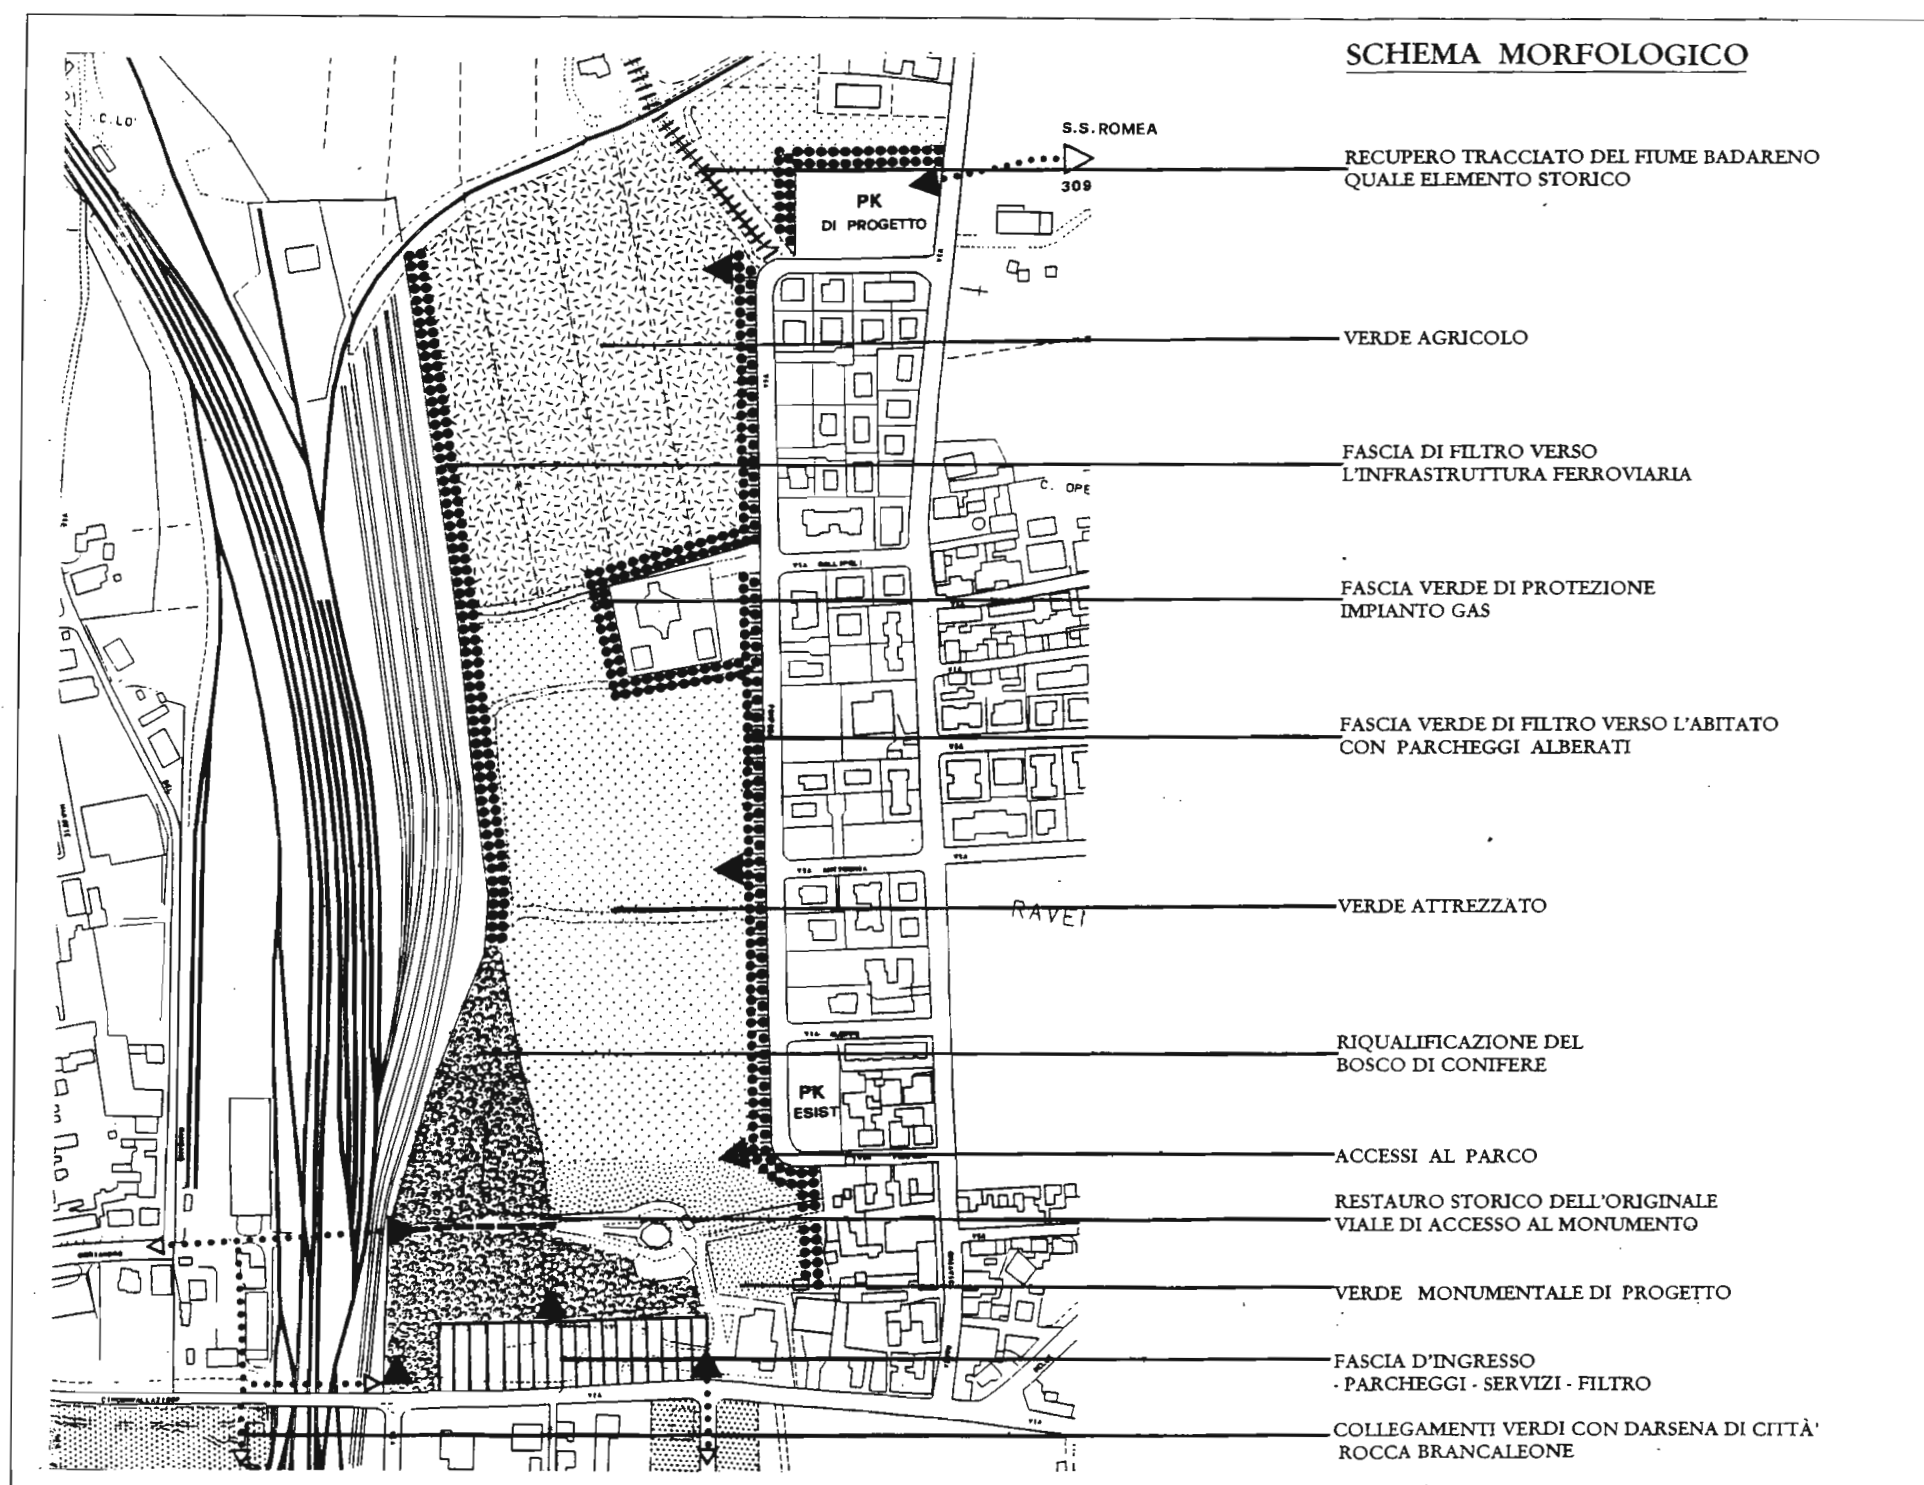 SCHEMA MORFOLOGICO
C. LO'
S.S. ROMEA
309
RECUPERO TRACCIATO DEL FIUME BADARENO
QUALE ELEMENTO STORICO
PK
DI PROGETTO
VERDE AGRICOLO
FASCIA DI FILTRO VERSO
L'INFRASTRUTTURA FERROVIARIA
C. OPE
FASCIA VERDE DI PROTEZIONE
IMPIANTO GAS
FASCIA VERDE DI FILTRO VERSO L'ABITATO
CON PARCHEGGI ALBERATI
VERDE ATTREZZATO
RAVEI
RIQUALIFICAZIONE DEL
BOSCO DI CONIFERE
PK
ESIST
ACCESSI AL PARCO
RESTAURO STORICO DELL'ORIGINALE
VIALE DI ACCESSO AL MONUMENTO
VERDE MONUMENTALE DI PROGETTO
FASCIA D'INGRESSO
- PARCHEGGI - SERVIZI - FILTRO
VIA
COLLEGAMENTI VERDI CON DARSENA DI CITTÀ'
ROCCA BRANCALEONE